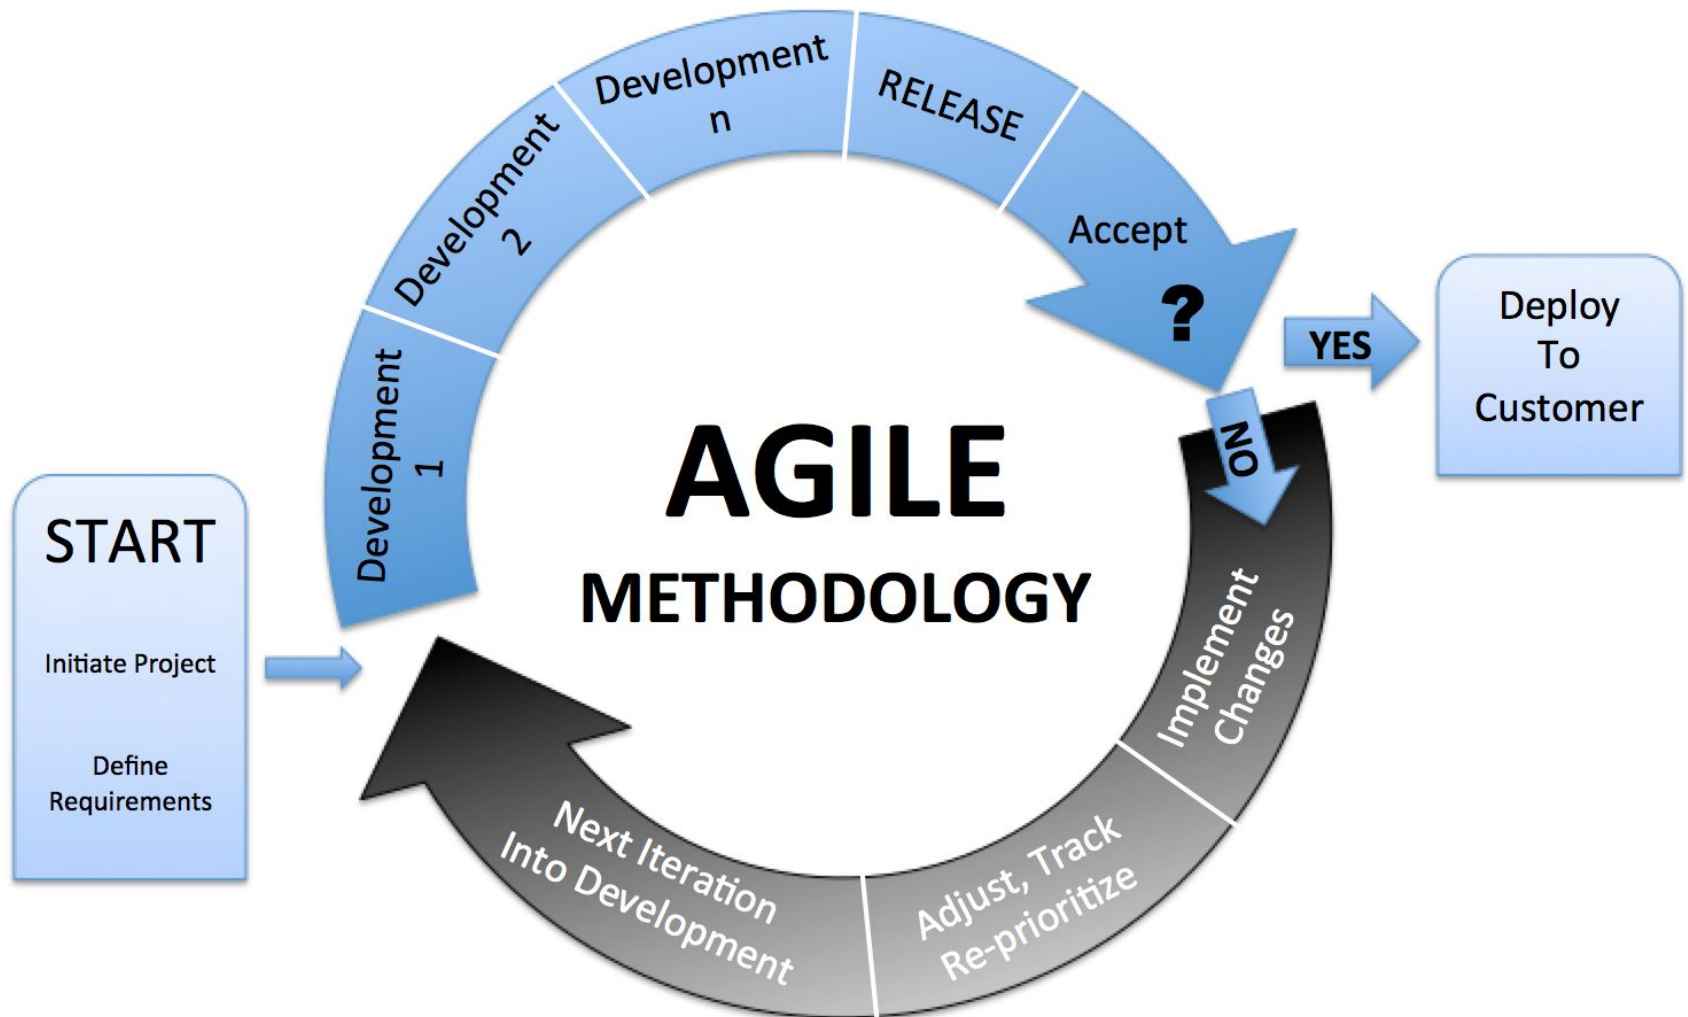 START
Initiate Project
Define
Requirements
Development
1
Development
2
Development
n
RELEASE
Accept
?
YES
Deploy
To
Customer
NO
Implement
Changes
Adjust, Track
Re-prioritize
Next Iteration
Into Development
AGILE
METHODOLOGY